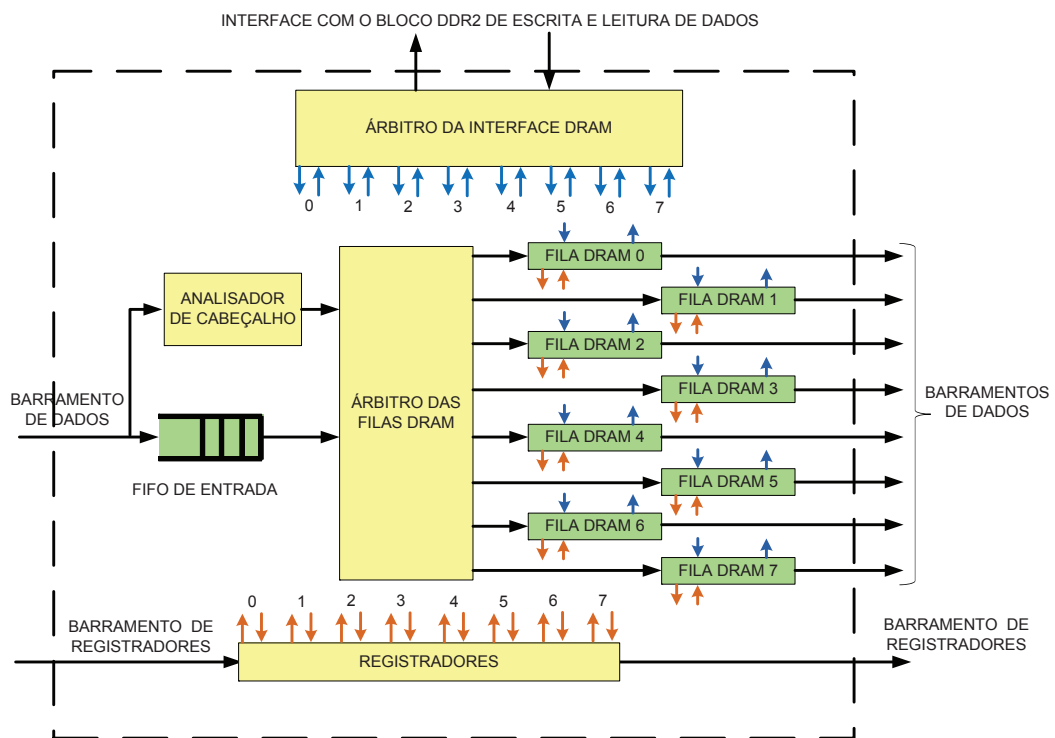 INTERFACE COM O BLOCO DDR2 DE ESCRITA E LEITURA DE DADOS
ÁRBITRO DA INTERFACE DRAM
0 1 2 3 4 5 6 7
ANALISADOR
DE CABEÇALHO
BARRAMENTO
DE DADOS
FIFO DE ENTRADA
ÁRBITRO DAS
FILAS DRAM
FILA DRAM 0
FILA DRAM 1
FILA DRAM 2
FILA DRAM 3
FILA DRAM 4
FILA DRAM 5
FILA DRAM 6
FILA DRAM 7
BARRAMENTOS
DE DADOS
0 1 2 3 4 5 6 7
BARRAMENTO DE
REGISTRADORES
REGISTRADORES
BARRAMENTO DE
REGISTRADORES